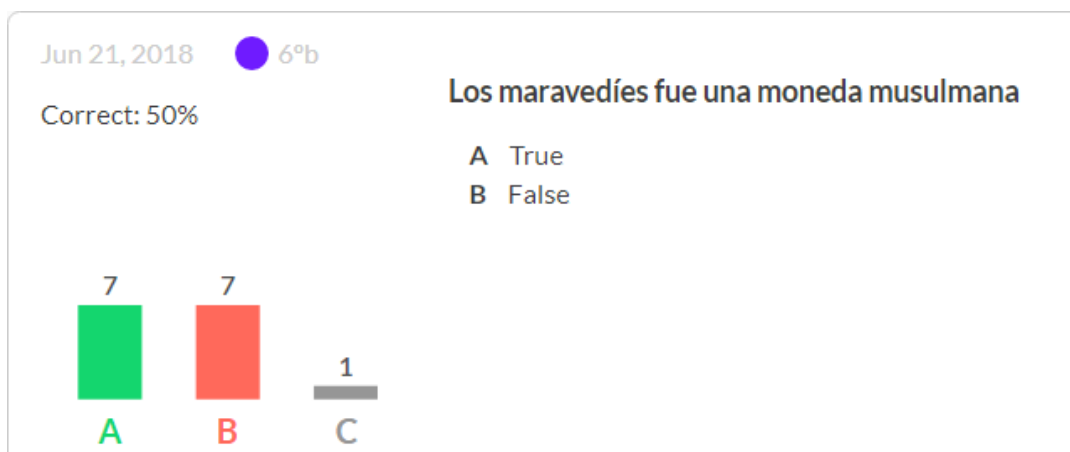 Jun 21, 2018 6ºb
Correct: 50%
Los maravedíes fue una moneda musulmana
A True
B False
7 7 1
A B C